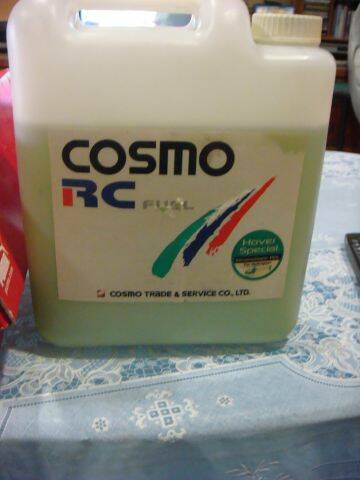 COSMO
RC FUEL
Hover
Special
COSMO TRADE & SERVICE CO., LTD.